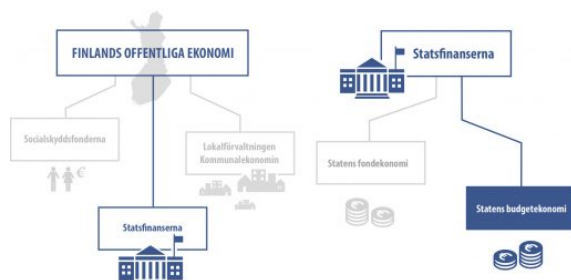 FINLANDS OFFENTLIGA EKONOMI
Socialskyddsfonderna
Lokalförvaltningen
Kommunalekonomin
Statsfinanserna
Statsfinanserna
Statens fondekonomi
Statens budgetekonomi